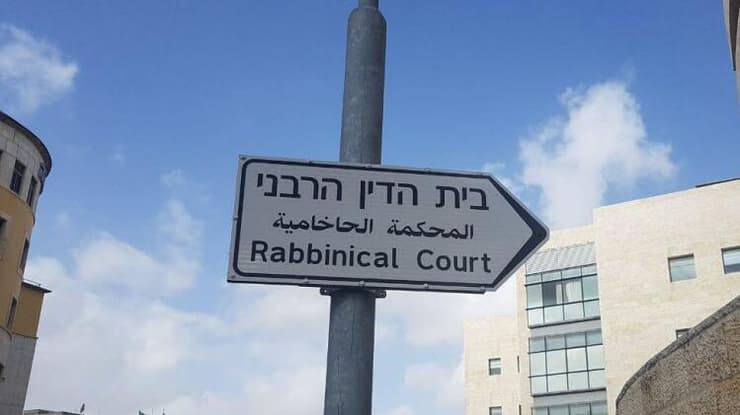 בית הדין הרבני
المحكمة الحاخامية
Rabbinical Court